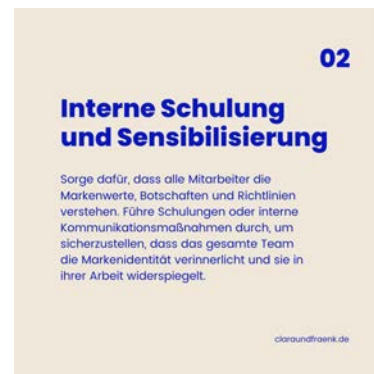 02
Interne Schulung
und Sensibilisierung
Sorge dafür, dass alle Mitarbeiter die
Markenwerte, Botschaften und Richtlinien
verstehen. Führe Schulungen oder interne
Kommunikationsmaßnahmen durch, um
sicherzustellen, dass das gesamte Team
die Markenidentität verinnerlicht und sie in
ihrer Arbeit widerspiegelt.
claraundfraenk.de